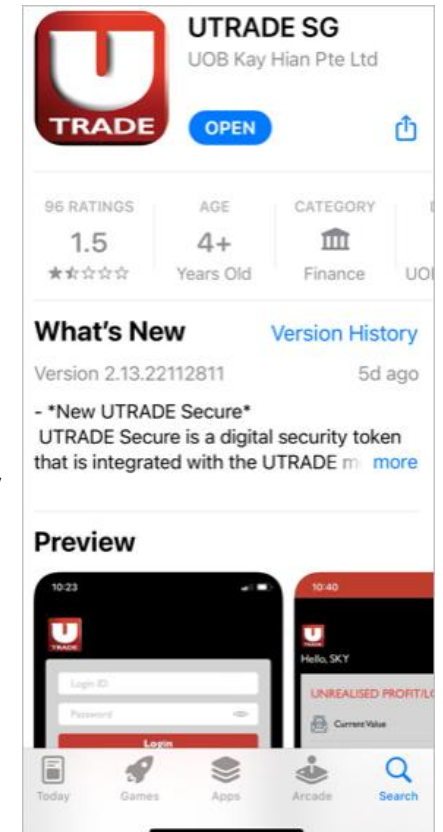 U
TRADE
UTRADE SG
UOB Kay Hian Pte Ltd
OPEN
96 RATINGS
1.5
AGE
4+
Years Old
CATEGORY
Finance
UOI
What's New
Version History
Version 2.13.22112811
5d ago
- *New UTRADE Secure*
UTRADE Secure is a digital security token
that is integrated with the UTRADE m more
Preview
10:23
U
TRADE
Login ID
Password
Login
10:40
U
TRADE
Hello, SKY
UNREALISED PROFIT/LO
Current Value
Today
Games
Apps
Arcade
Search